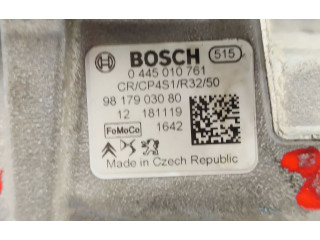 BOSCH 515
0 445 010 761
CR/CP4S1/R32/50
98 179 030 80
12 181119
FoMoCo 1642
Made in Czech Republic